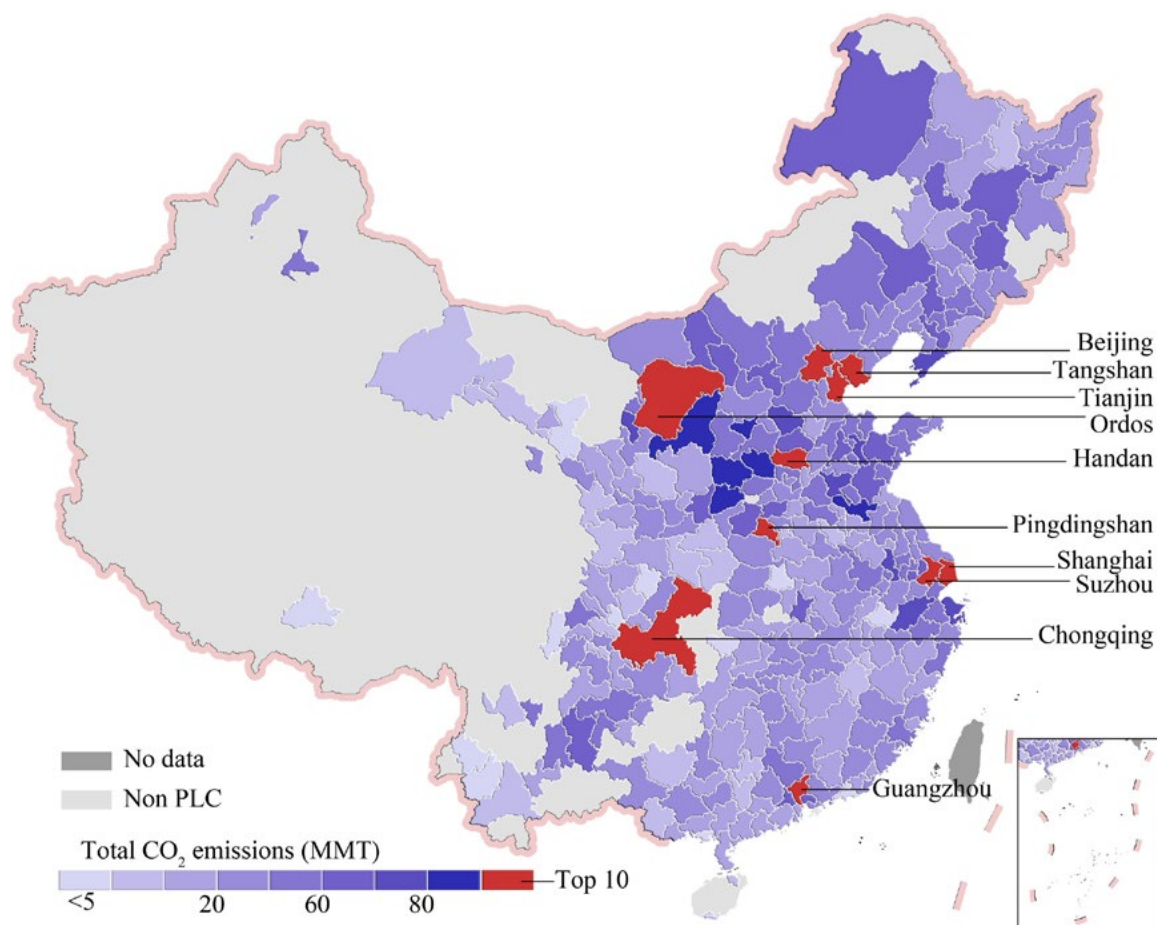 Beijing
Tangshan
Tianjin
Ordos
Handan
Pingdingshan
Shanghai
Suzhou
Chongqing
Guangzhou
No data
Non PLC
Total CO₂ emissions (MMT)
Top 10
<5 20 60 80